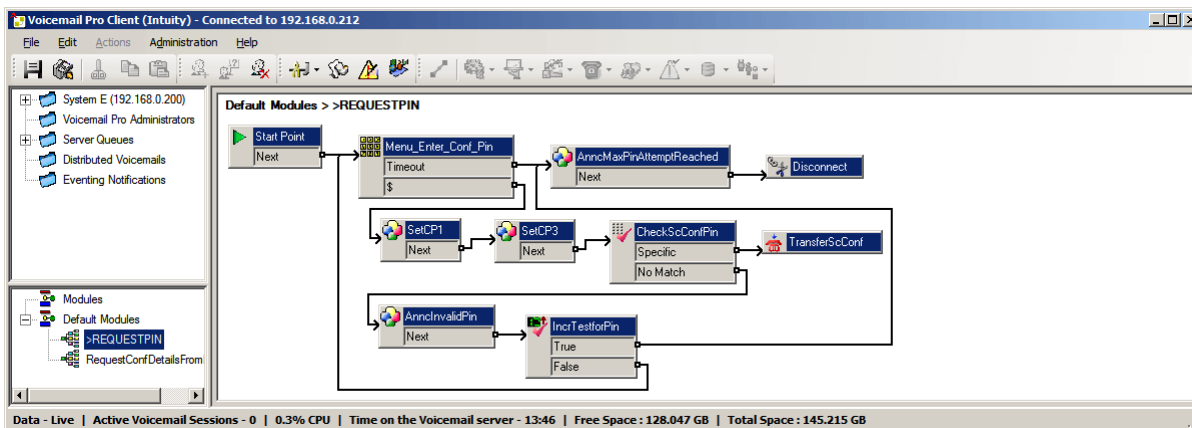 Voicemail Pro Client (Intuity) - Connected to 192.168.0.212
File Edit Actions Administration Help
System E (192.168.0.200)
Voicemail Pro Administrators
Server Queues
Distributed Voicemails
Eventing Notifications
Modules
Default Modules
>REQUESTPIN
RequestConfDetailsFrom
Default Modules > >REQUESTPIN
Start Point
Next
Menu_Enter_Conf_Pin
Timeout
$
AnncMaxPinAttemptReached
Next
Disconnect
SetCP1
Next
SetCP3
Next
CheckScConfPin
Specific
No Match
TransferScConf
AnncInvalidPin
Next
IncrTestforPin
True
False
Data - Live | Active Voicemail Sessions - 0 | 0.3% CPU | Time on the Voicemail server - 13:46 | Free Space : 128.047 GB | Total Space : 145.215 GB